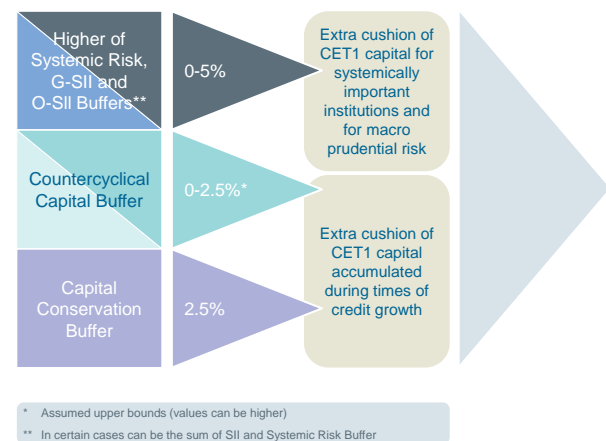 Higher of
Systemic Risk,
G-SII and
O-SII Buffers**
0-5%
Extra cushion of
CET1 capital for
systemically
important
institutions and
for macro
prudential risk
Countercyclical
Capital Buffer
0-2.5%*
Extra cushion of
CET1 capital
accumulated
during times of
credit growth
Capital
Conservation
Buffer
2.5%
* Assumed upper bounds (values can be higher)
** In certain cases can be the sum of SII and Systemic Risk Buffer